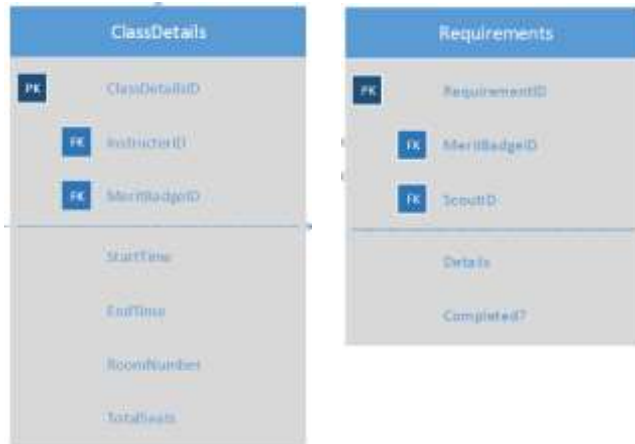 ClassDetails
PK ClassDetailsID
FK InstructorID
FK MeritBadgeID
StartTime
EndTime
RoomNumber
TotalSeats
Requirements
PK RequirementID
FK MeritBadgeID
FK ScoutID
Details
Completed?